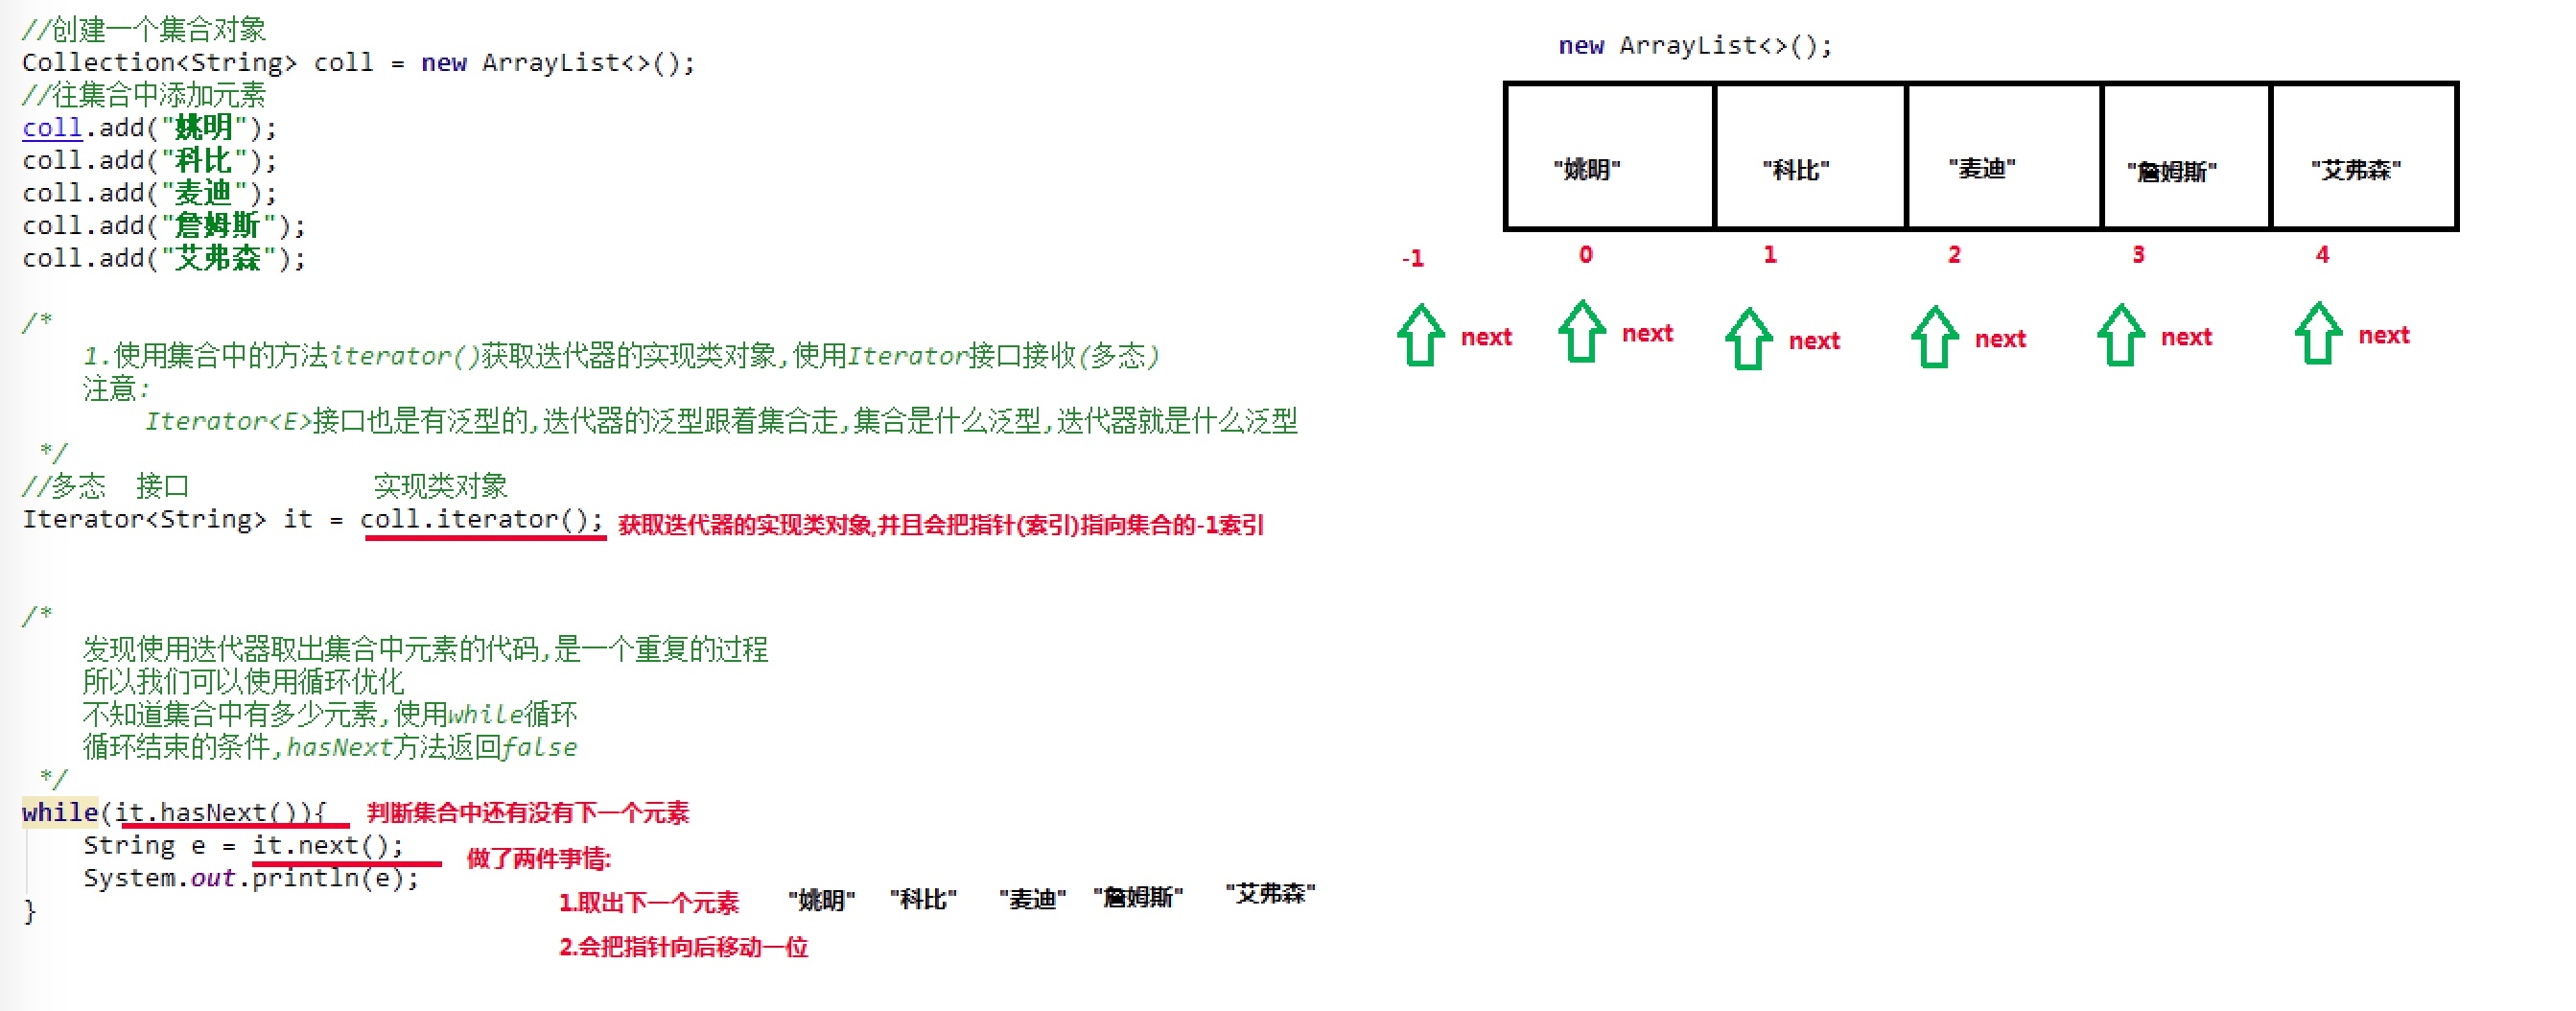 //创建一个集合对象
Collection<String> coll = new ArrayList<>();
//往集合中添加元素
coll.add("姚明");
coll.add("科比");
coll.add("麦迪");
coll.add("詹姆斯");
coll.add("艾弗森");
/*
1.使用集合中的方法iterator()获取迭代器的实现类对象,使用Iterator接口接收(多态)
注意:
Iterator<E>接口也是有泛型的,迭代器的泛型跟着集合走,集合是什么泛型,迭代器就是什么泛型
*/
//多态 接口 实现类对象
Iterator<String> it = coll.iterator(); 获取迭代器的实现类对象,并且会把指针(索引)指向集合的-1索引
/*
发现使用迭代器取出集合中元素的代码,是一个重复的过程
所以我们可以使用循环优化
不知道集合中有多少元素,使用while循环
循环结束的条件,hasNext方法返回false
*/
while(it.hasNext()){ 判断集合中还有没有下一个元素
String e = it.next(); 做了两件事情:
System.out.println(e);
1.取出下一个元素 "姚明" "科比" "麦迪" "詹姆斯" "艾弗森"
}
2.会把指针向后移动一位
new ArrayList<>();
"姚明" "科比" "麦迪" "詹姆斯" "艾弗森"
-1 0 1 2 3 4
next next next next next next